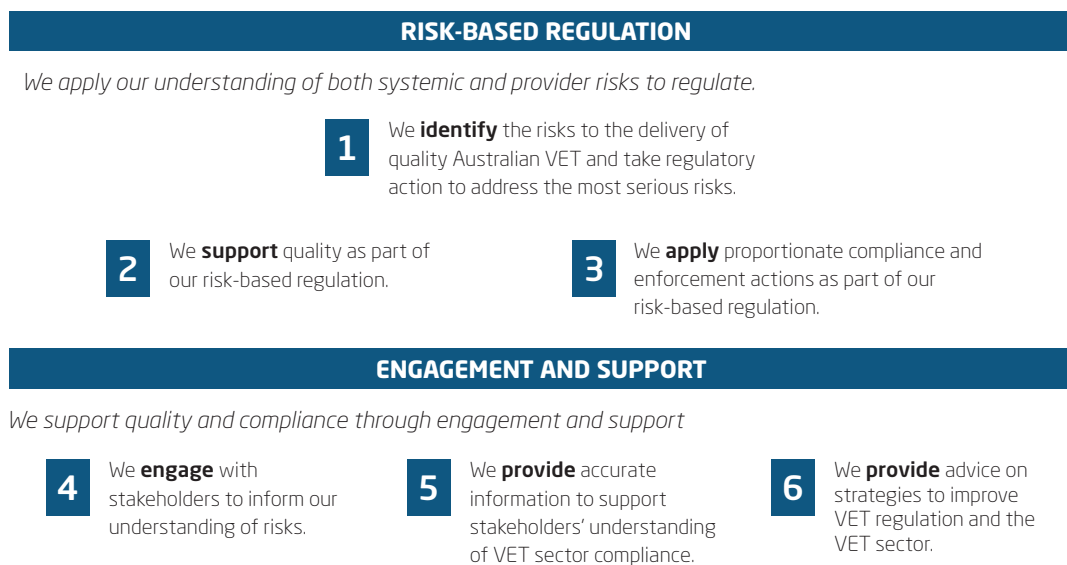 RISK-BASED REGULATION
We apply our understanding of both systemic and provider risks to regulate.
1
We identify the risks to the delivery of
quality Australian VET and take regulatory
action to address the most serious risks.
2
We support quality as part of
our risk-based regulation.
3
We apply proportionate compliance and
enforcement actions as part of our
risk-based regulation.
ENGAGEMENT AND SUPPORT
We support quality and compliance through engagement and support
4
We engage with
stakeholders to inform our
understanding of risks.
5
We provide accurate
information to support
stakeholders' understanding
of VET sector compliance.
6
We provide advice on
strategies to improve
VET regulation and the
VET sector.